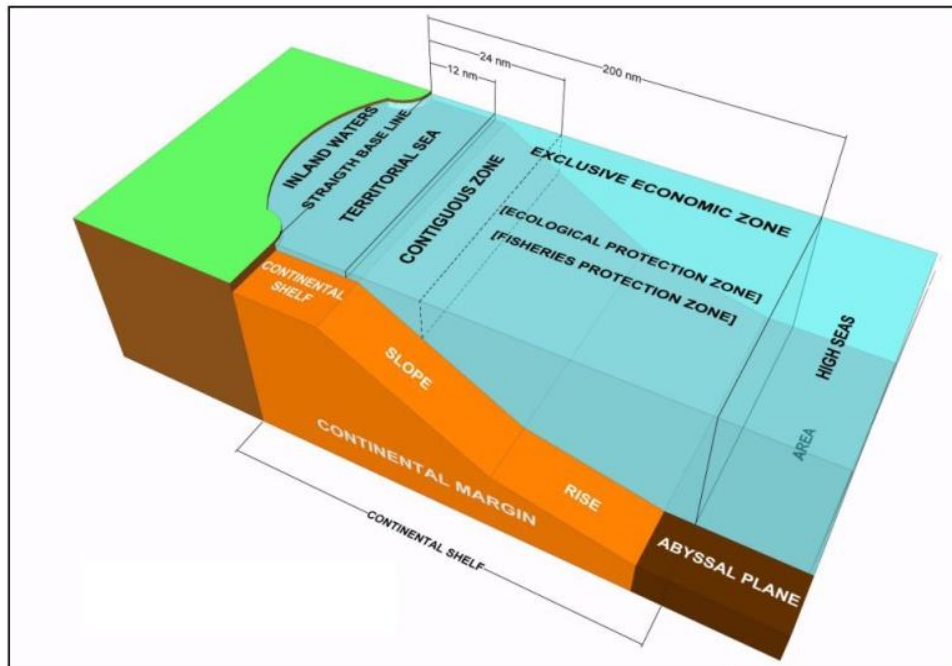 200 nm
24 nm
12 nm
INLAND WATERS
STRAIGTH BASE LINE
TERRITORIAL SEA
CONTIGUOUS ZONE
EXCLUSIVE ECONOMIC ZONE
[ECOLOGICAL PROTECTION ZONE]
[FISHERIES PROTECTION ZONE]
HIGH SEAS
AREA
CONTINENTAL
SHELF
SLOPE
RISE
CONTINENTAL MARGIN
ABYSSAL PLANE
CONTINENTAL SHELF